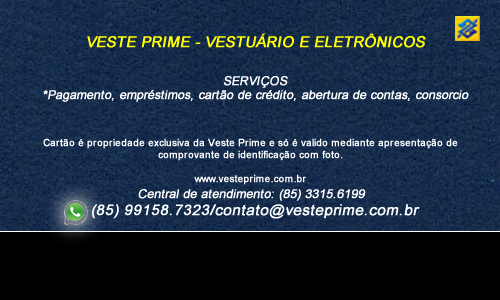 VESTE PRIME - VESTUÁRIO E ELETRÔNICOS
SERVIÇOS
*Pagamento, empréstimos, cartão de crédito, abertura de contas, consorcio
Cartão é propriedade exclusiva da Veste Prime e só é valido mediante apresentação de
comprovante de identificação com foto.
www.vesteprime.com.br
Central de atendimento: (85) 3315.6199
(85) 99158.7323/contato@vesteprime.com.br